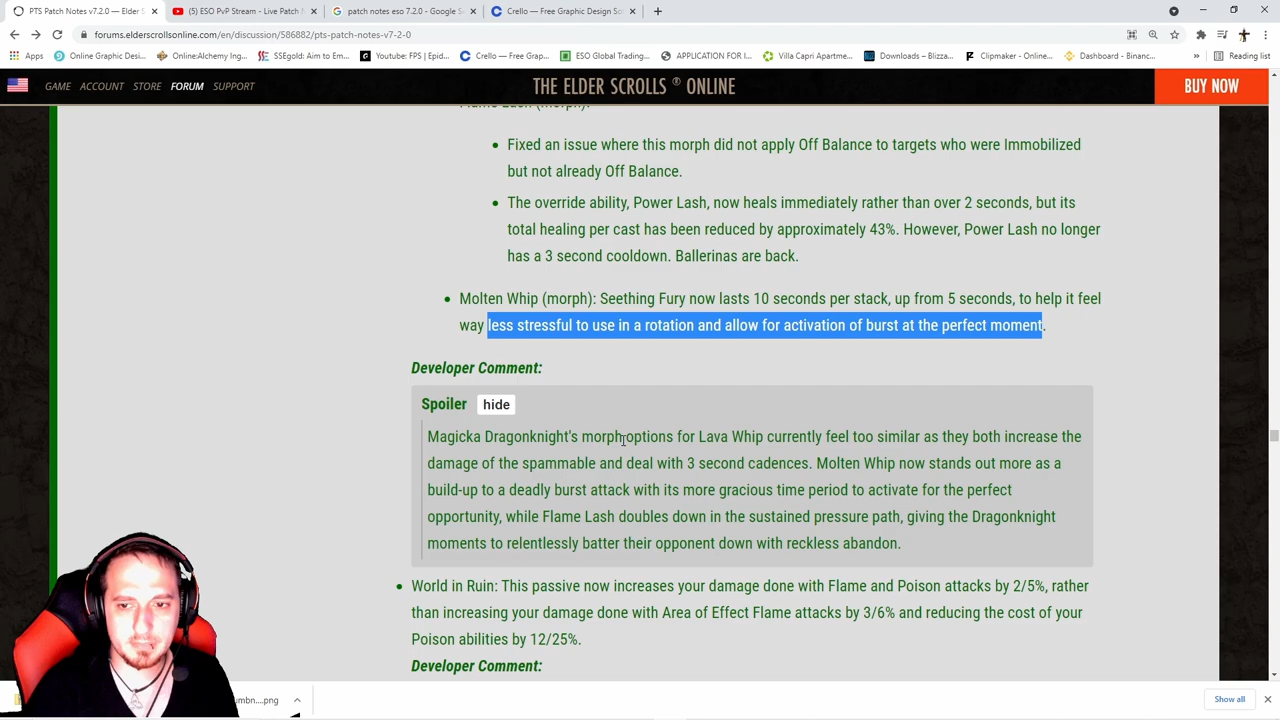 PTS Patch Notes v7.2.0 — Elder S
(5) ESO PvP Stream - Live Patch N
patch notes eso 7.2.0 - Google S
Crello — Free Graphic Design So
forums.elderscrollsonline.com/en/discussion/586882/pts-patch-notes-v7-2-0
Apps
Online Graphic Desi...
Online:Alchemy Ing...
SSEgold: Aim to Em...
Youtube: FPS | Epid...
Crello — Free Grap...
ESO Global Trading...
APPLICATION FOR I...
Villa Capri Apartme...
Downloads – Blizza...
Clipmaker - Online...
Dashboard - Binanc...
»
Reading list
GAME ACCOUNT STORE FORUM SUPPORT
THE ELDER SCROLLS ® ONLINE
BUY NOW
Flame Lash (morph):
Fixed an issue where this morph did not apply Off Balance to targets who were Immobilized
but not already Off Balance.
The override ability, Power Lash, now heals immediately rather than over 2 seconds, but its
total healing per cast has been reduced by approximately 43%. However, Power Lash no longer
has a 3 second cooldown. Ballerinas are back.
Molten Whip (morph): Seething Fury now lasts 10 seconds per stack, up from 5 seconds, to help it feel
way less stressful to use in a rotation and allow for activation of burst at the perfect moment.
Developer Comment:
Spoiler hide
Magicka Dragonknight's morph options for Lava Whip currently feel too similar as they both increase the
damage of the spammable and deal with 3 second cadences. Molten Whip now stands out more as a
build-up to a deadly burst attack with its more gracious time period to activate for the perfect
opportunity, while Flame Lash doubles down in the sustained pressure path, giving the Dragonknight
moments to relentlessly batter their opponent down with reckless abandon.
World in Ruin: This passive now increases your damage done with Flame and Poison attacks by 2/5%, rather
than increasing your damage done with Area of Effect Flame attacks by 3/6% and reducing the cost of your
Poison abilities by 12/25%.
Developer Comment:
mbn....png
Show all